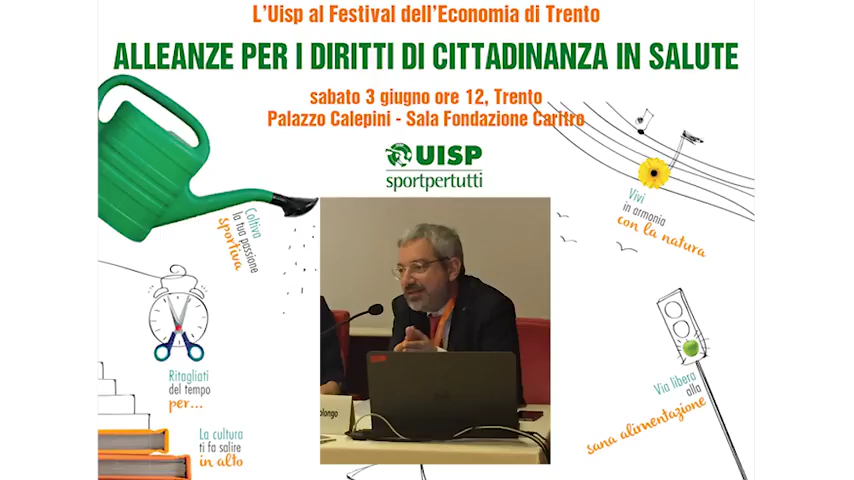 L'Uisp al Festival dell'Economia di Trento
ALLEANZE PER I DIRITTI DI CITTADINANZA IN SALUTE
sabato 3 giugno ore 12, Trento
Palazzo Calepini - Sala Fondazione Caritro
UISP
sportpertutti
Coltiva
la tua passione
sportiva
Vivi
in armonia
con la natura
Ritagliati
del tempo
per...
La cultura
ti fa salire
in alto
Via libera
alla
sana alimentazione
olongo